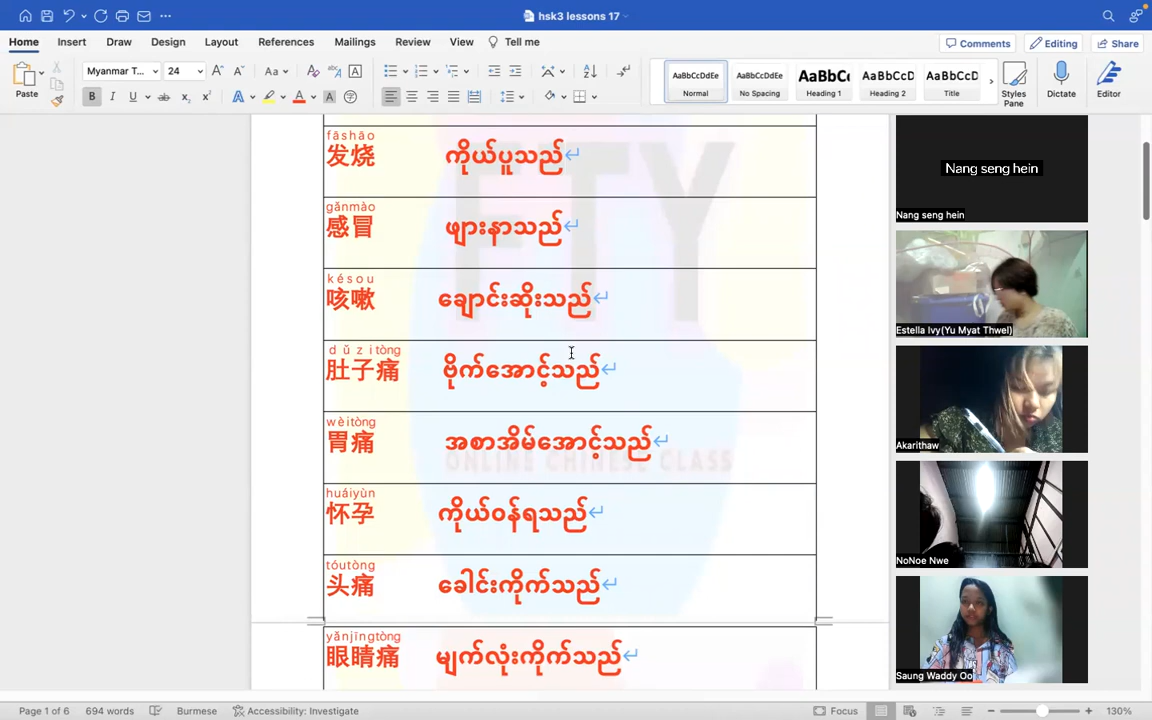 hsk3 lessons 17
Home Insert Draw Design Layout References Mailings Review View Tell me
Comments Editing Share
Paste
Myanmar T... 24
AaBbCcDdEe AaBbCcDdEe AaBbCc AaBbCcD AaBbCcD
Normal No Spacing Heading 1 Heading 2 Title
Styles Pane
Dictate
Editor
FTY
ONLINE CHINESE CLASS
fāshāo
发烧 ကိုယ်ပူသည်
gǎnmào
感冒 ဖျားနာသည်
késou
咳嗽 ချောင်းဆိုးသည်
dǔzitòng
肚子痛 ဗိုက်အောင့်သည်
wèitòng
胃痛 အစာအိမ်အောင့်သည်
huáiyùn
怀孕 ကိုယ်ဝန်ရသည်
tóutòng
头痛 ခေါင်းကိုက်သည်
yǎnjīngtòng
眼睛痛 မျက်လုံးကိုက်သည်
Nang seng hein
Nang seng hein
Estella Ivy(Yu Myat Thwel)
Akarithaw
NoNoe Nwe
Saung Waddy Oo
Page 1 of 6 694 words Burmese Accessibility: Investigate Focus 130%